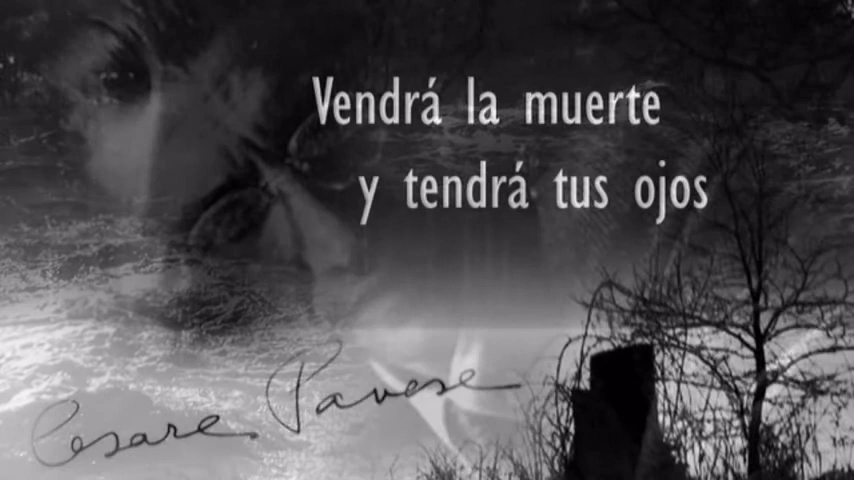 Vendrá la muerte
y tendrá tus ojos
Cesare Pavese